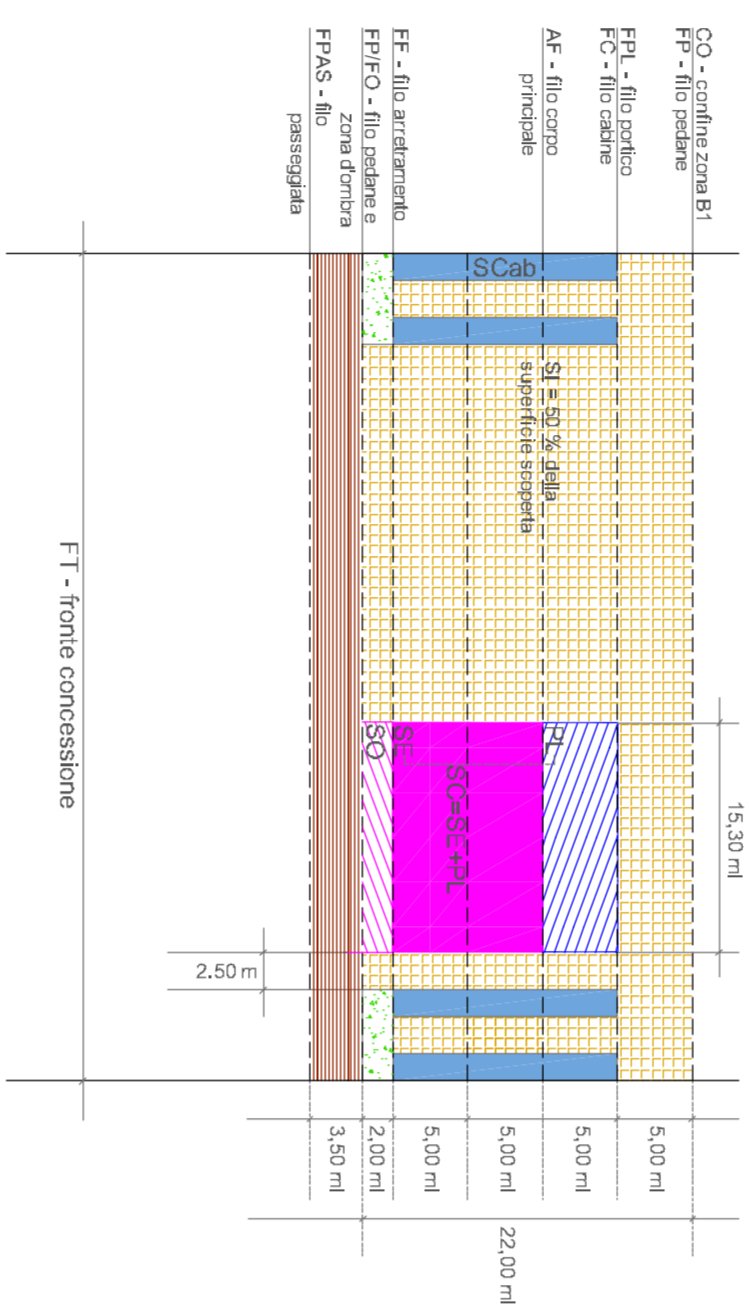 CO - confine zona B1
FP - filo pedane
FPL - filo portico
FC - filo cabine
AF - filo corpo
principale
FF - filo arretramento
FP/FO - filo pedane e
zona d'ombra
FPAS - filo
passeggiata
SCab
SI = 50 % della
superficie scoperta
PL
SE
SO
SC=SE+PL
15,30 ml
2.50 m
5,00 ml
5,00 ml
5,00 ml
5,00 ml
2,00 ml
3,50 ml
22,00 ml
FT - fronte concessione